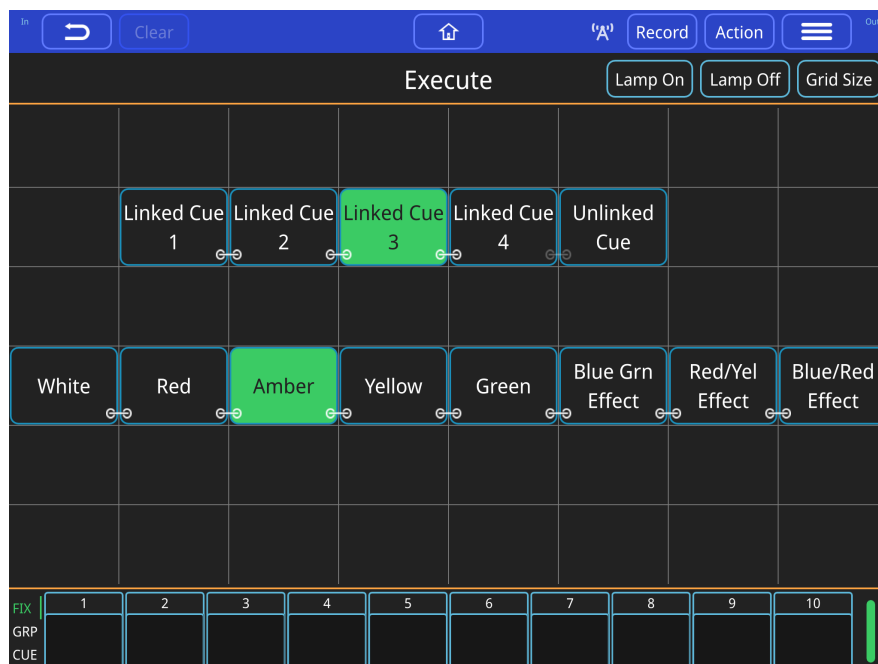 In
Clear
Record
Action
Out
Execute
Lamp On
Lamp Off
Grid Size
Linked Cue
1
Linked Cue
2
Linked Cue
3
Linked Cue
4
Unlinked
Cue
White
Red
Amber
Yellow
Green
Blue Grn
Effect
Red/Yel
Effect
Blue/Red
Effect
FIX
1
2
3
4
5
6
7
8
9
10
GRP
CUE